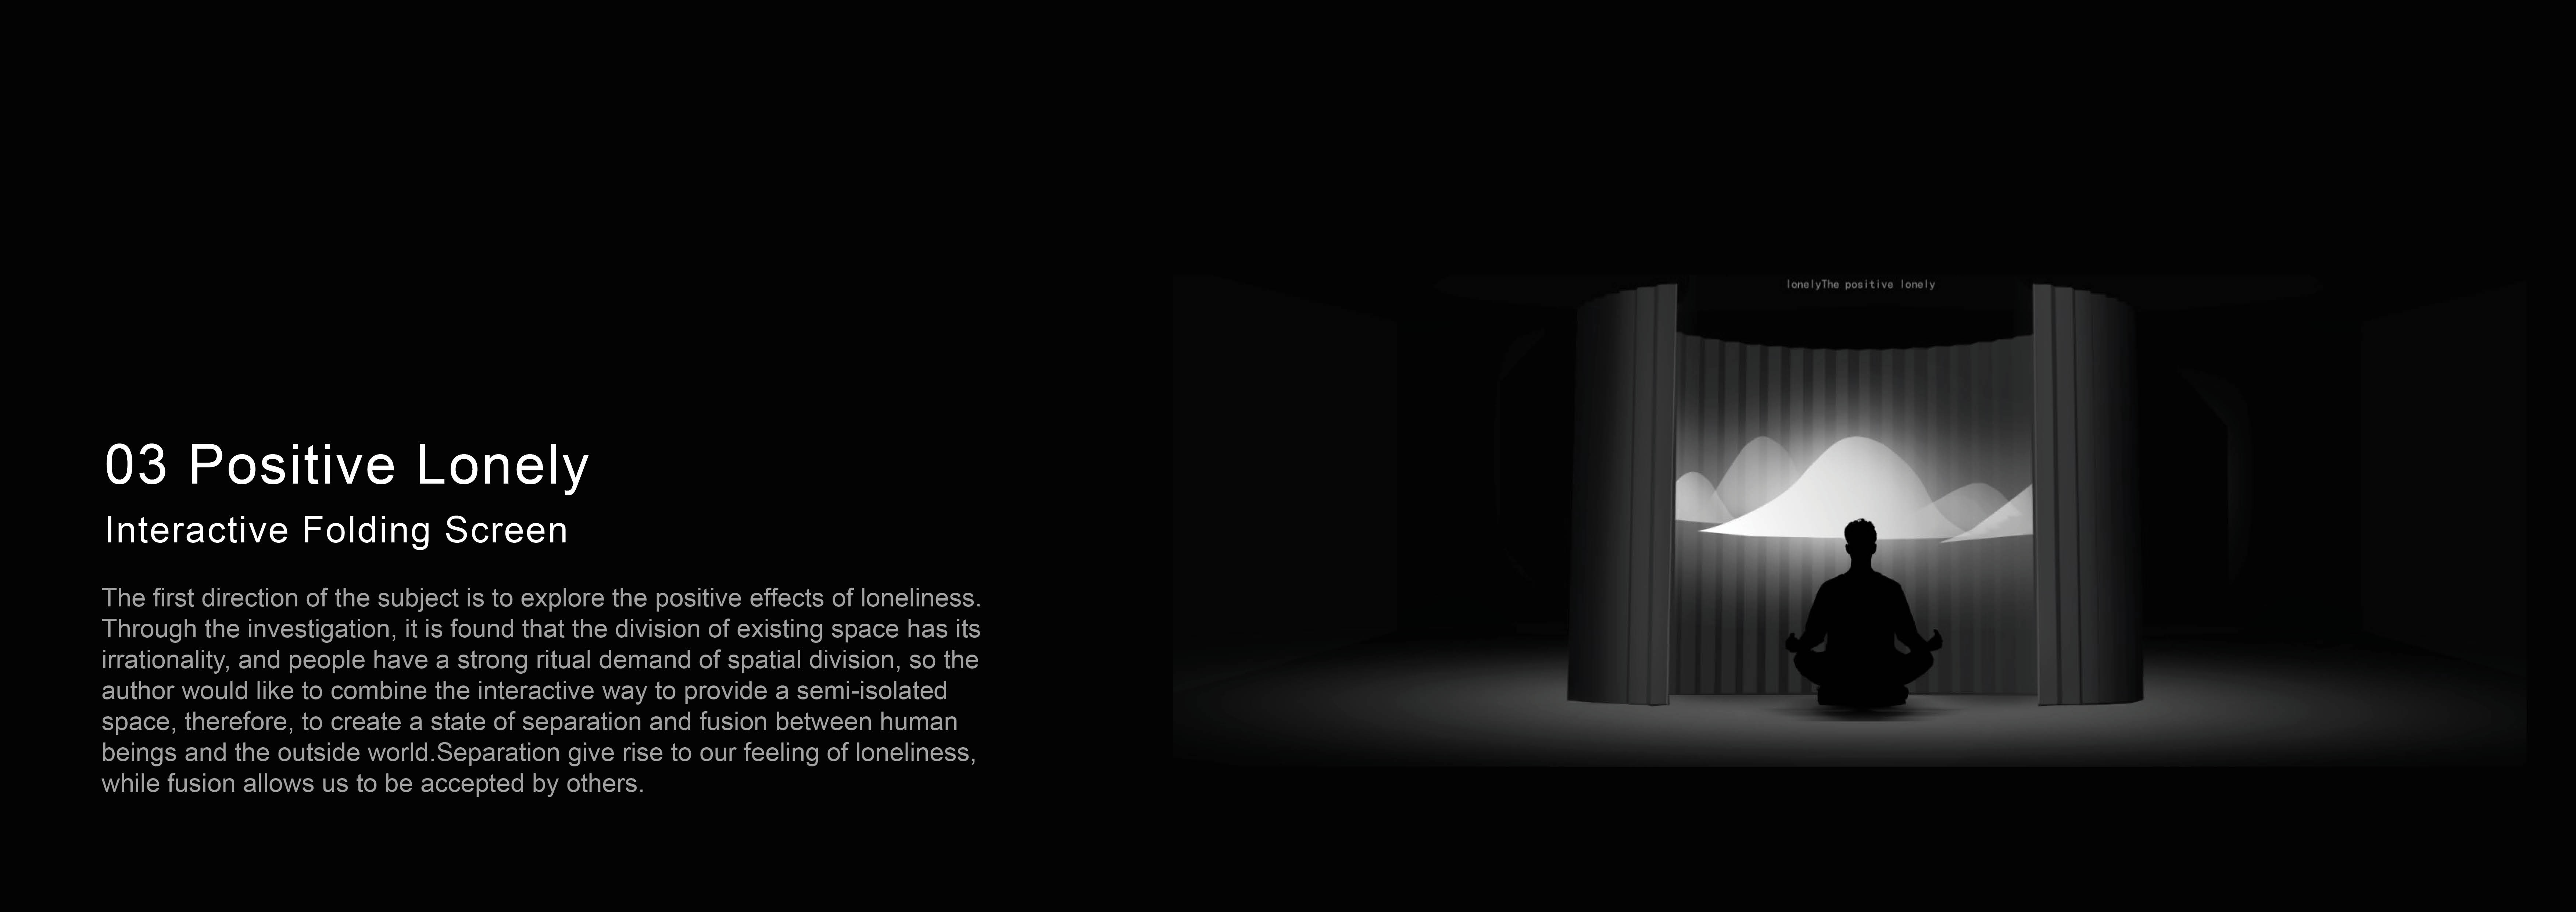 03 Positive Lonely
Interactive Folding Screen
The first direction of the subject is to explore the positive effects of loneliness.
Through the investigation, it is found that the division of existing space has its
irrationality, and people have a strong ritual demand of spatial division, so the
author would like to combine the interactive way to provide a semi-isolated
space, therefore, to create a state of separation and fusion between human
beings and the outside world.Separation give rise to our feeling of loneliness,
while fusion allows us to be accepted by others.
lonelyThe positive lonely